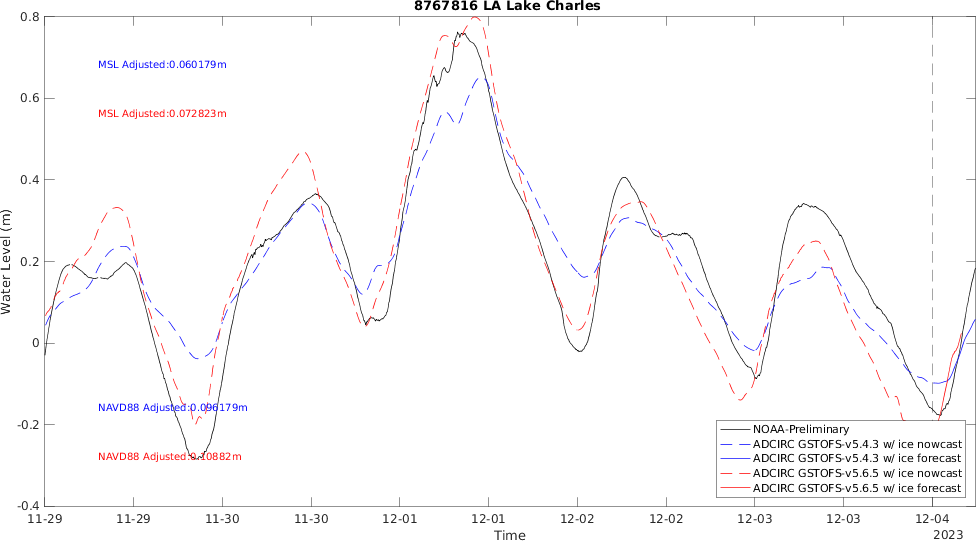 8767816 LA Lake Charles
0.8
0.6
0.4
0.2
0
-0.2
-0.4
Water Level (m)
MSL Adjusted:0.060179m
MSL Adjusted:0.072823m
NAVD88 Adjusted:0.096179m
NAVD88 Adjusted:0.10882m
NOAA-Preliminary
ADCIRC GSTOFS-v5.4.3 w/ ice nowcast
ADCIRC GSTOFS-v5.4.3 w/ ice forecast
ADCIRC GSTOFS-v5.6.5 w/ ice nowcast
ADCIRC GSTOFS-v5.6.5 w/ ice forecast
11-29 11-29 11-30 11-30 12-01 12-01 12-02 12-02 12-03 12-03 12-04
2023
Time